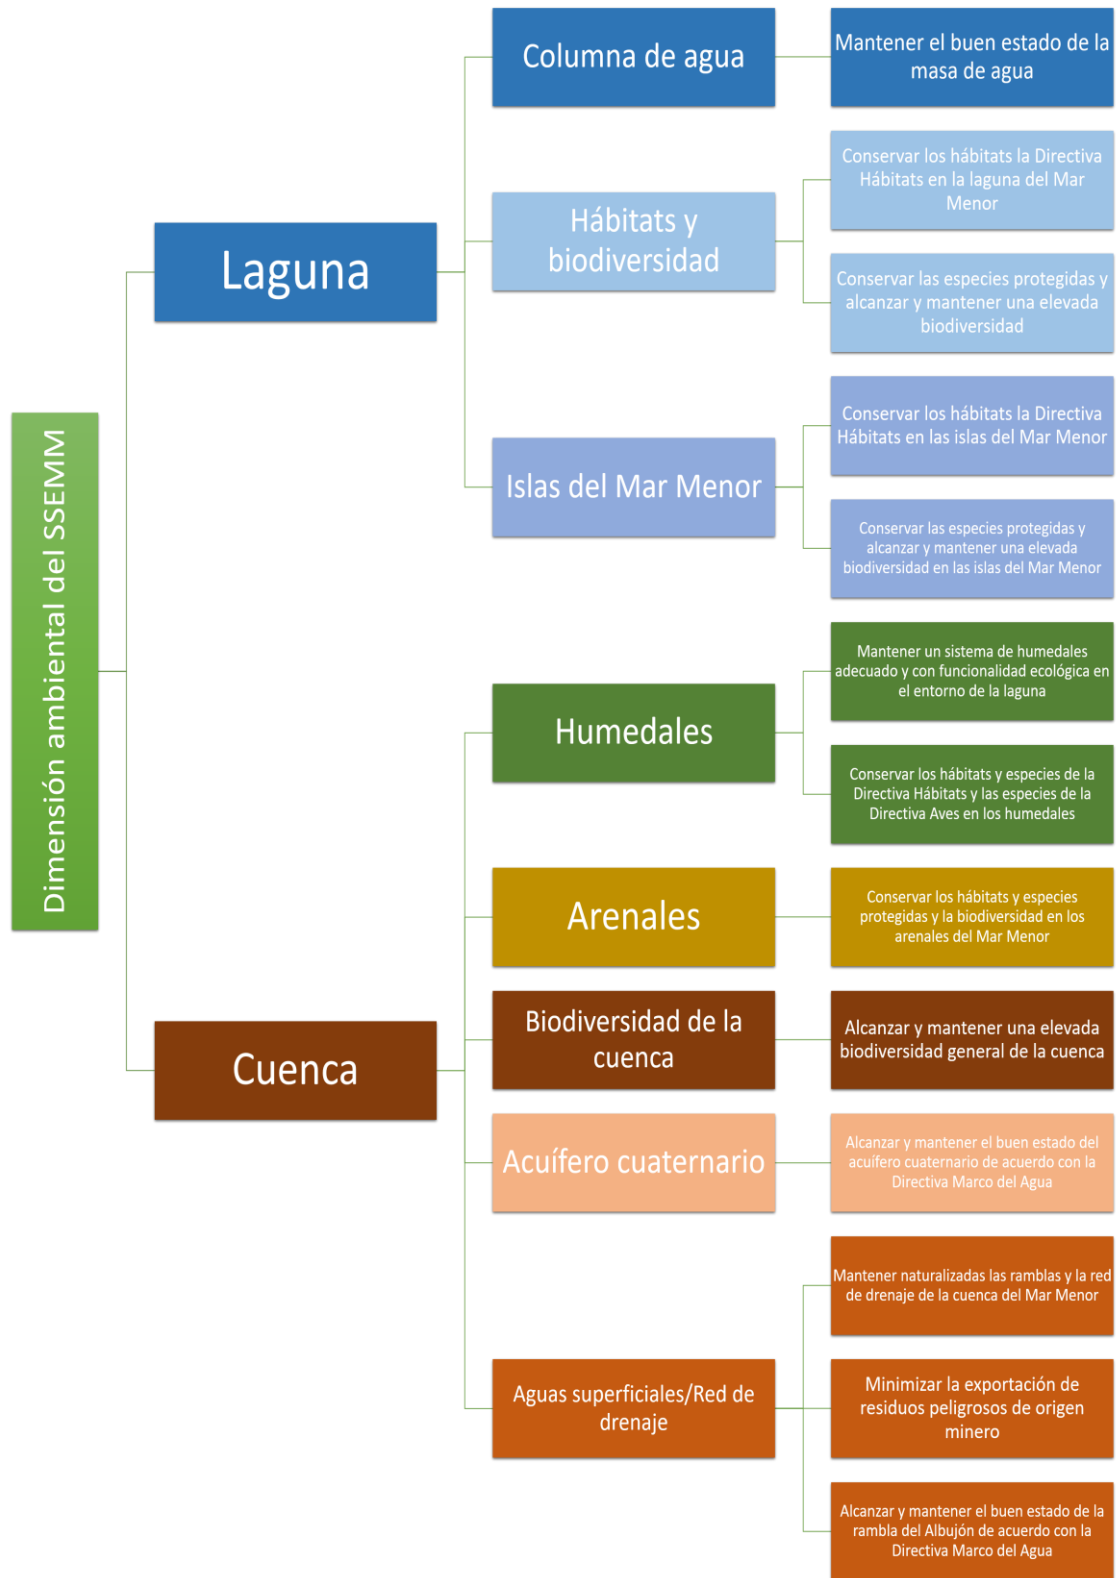 Dimensión ambiental del SSEMM
Laguna
Columna de agua
Mantener el buen estado de la
masa de agua
Hábitats y
biodiversidad
Conservar los hábitats la Directiva
Hábitats en la laguna del Mar
Menor
Conservar las especies protegidas y
alcanzar y mantener una elevada
biodiversidad
Islas del Mar Menor
Conservar los hábitats la Directiva
Hábitats en las islas del Mar Menor
Conservar las especies protegidas y
alcanzar y mantener una elevada
biodiversidad en las islas del Mar Menor
Cuenca
Humedales
Mantener un sistema de humedales
adecuado y con funcionalidad ecológica en
el entorno de la laguna
Conservar los hábitats y especies de la
Directiva Hábitats y las especies de la
Directiva Aves en los humedales
Arenales
Conservar los hábitats y especies
protegidas y la biodiversidad en los
arenales del Mar Menor
Biodiversidad de la
cuenca
Alcanzar y mantener una elevada
biodiversidad general de la cuenca
Acuífero cuaternario
Alcanzar y mantener el buen estado del
acuífero cuaternario de acuerdo con la
Directiva Marco del Agua
Aguas superficiales/Red de
drenaje
Mantener naturalizadas las ramblas y la red
de drenaje de la cuenca del Mar Menor
Minimizar la exportación de
residuos peligrosos de origen
minero
Alcanzar y mantener el buen estado de la
rambla del Albujón de acuerdo con la
Directiva Marco del Agua